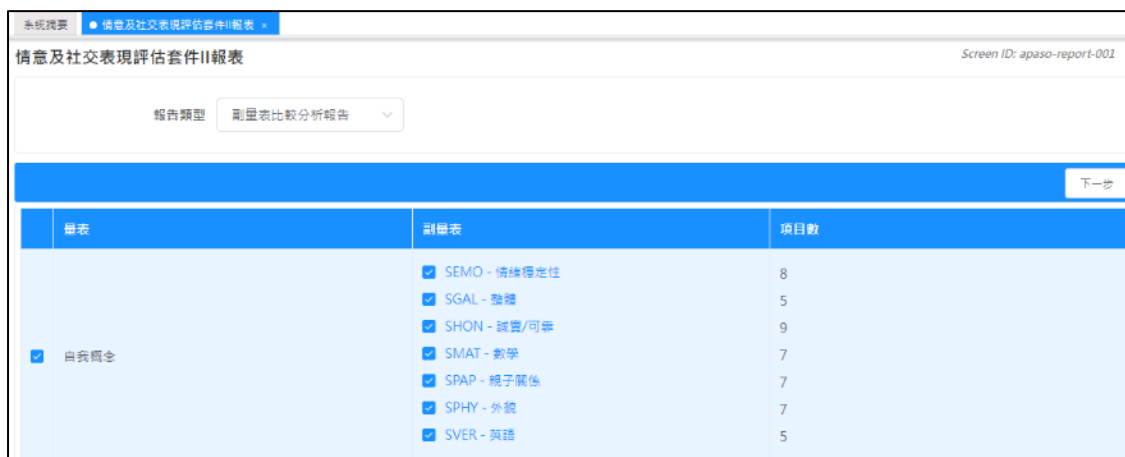 系統摘要 情意及社交表現評估套件II報表 ×
情意及社交表現評估套件II報表 Screen ID: apaso-report-001
報告類型 副量表比較分析報告
下一步
量表 副量表 項目數
SEMO - 情緒穩定性 8
SGAL - 整體 5
SHON - 誠實/可靠 9
自我概念 SMAT - 數學 7
SPAP - 親子關係 7
SPHY - 外貌 7
SVER - 英語 5